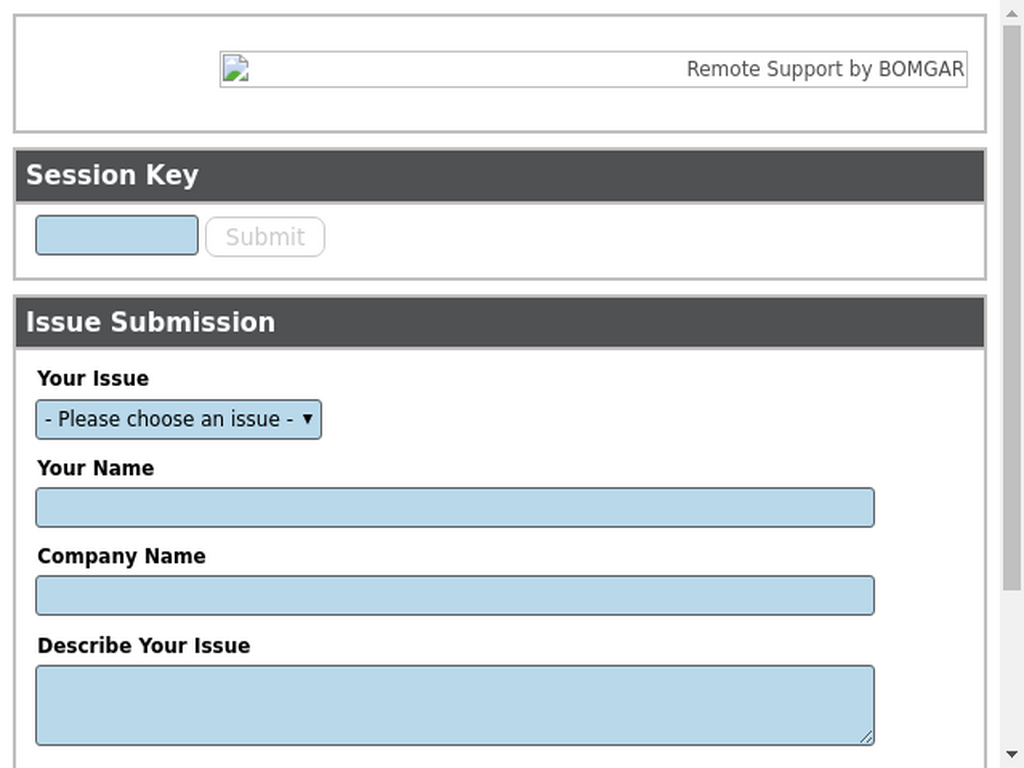 Remote Support by BOMGAR
Session Key
Submit
Issue Submission
Your Issue
- Please choose an issue -
Your Name
Company Name
Describe Your Issue